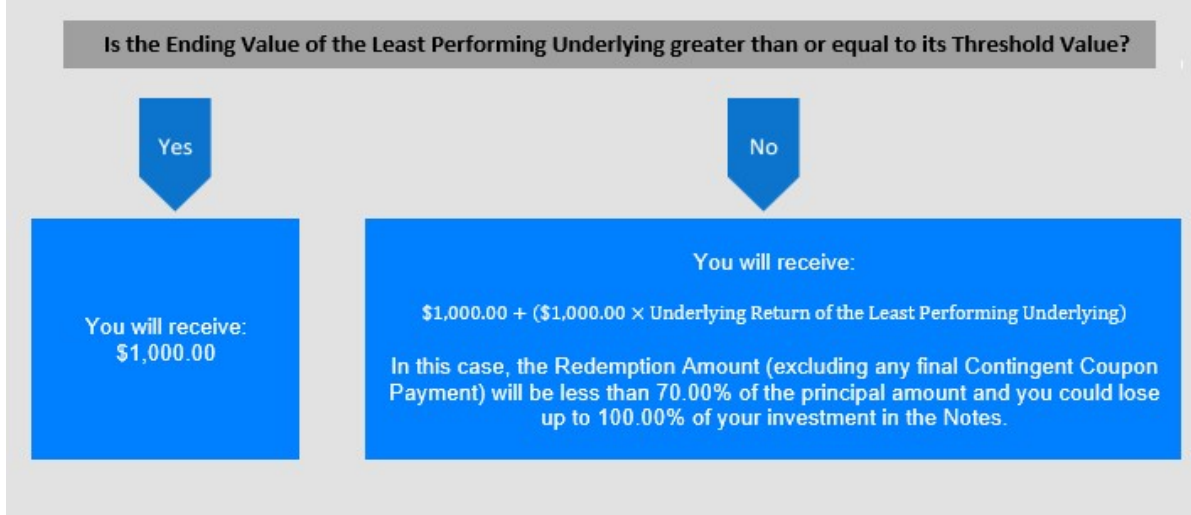 Is the Ending Value of the Least Performing Underlying greater than or equal to its Threshold Value?
Yes
No
You will receive:
$1,000.00
You will receive:
$1,000.00 + ($1,000.00 × Underlying Return of the Least Performing Underlying)
In this case, the Redemption Amount (excluding any final Contingent Coupon
Payment) will be less than 70.00% of the principal amount and you could lose
up to 100.00% of your investment in the Notes.